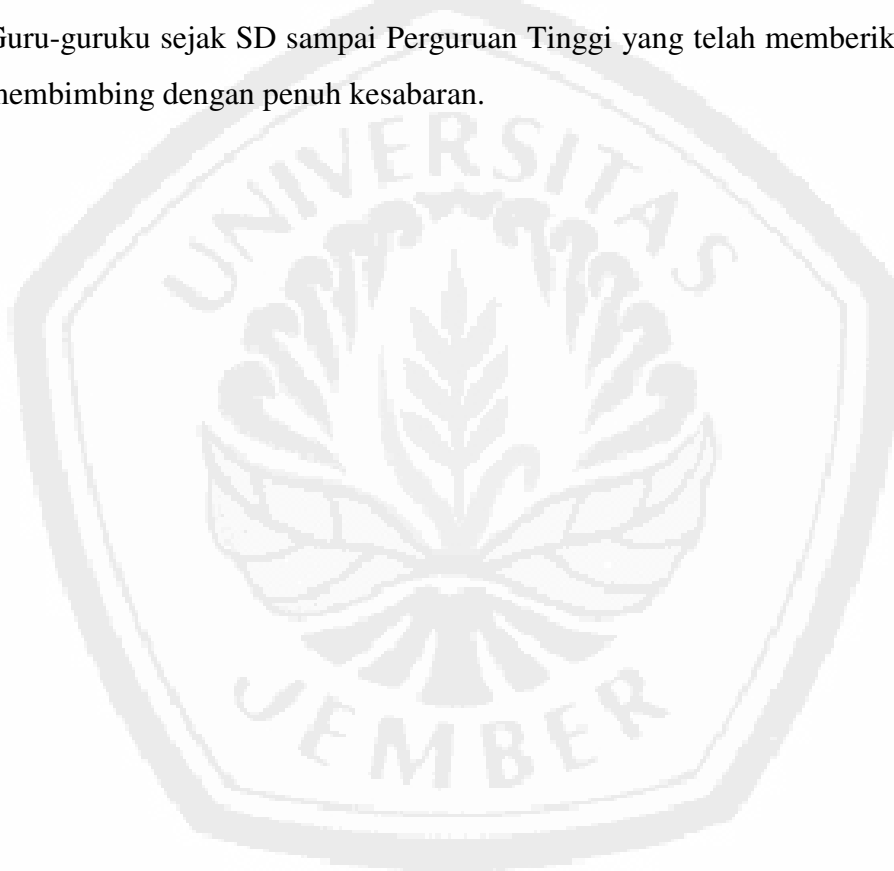 Guru-guruku sejak SD sampai Perguruan Tinggi yang telah memberik
membimbing dengan penuh kesabaran.
UNIVERSITAS
JEMBER